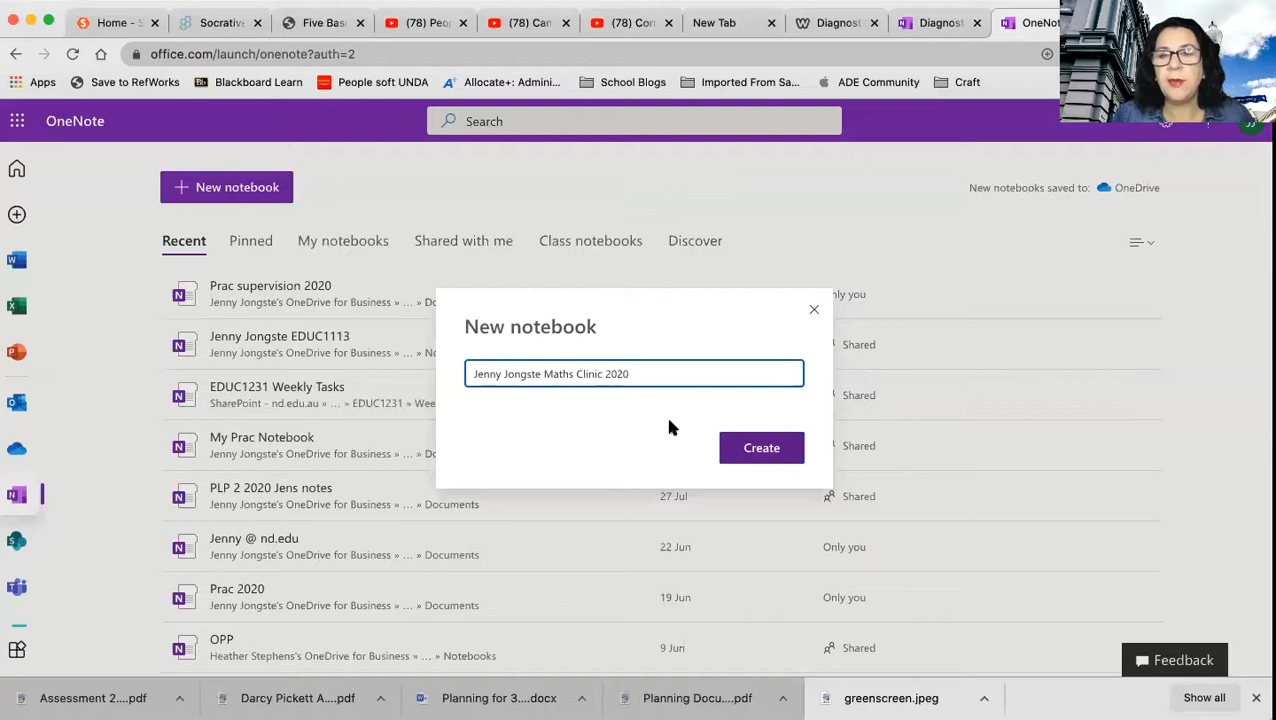 Home - S
Socrative
Five Basi
(78) Peop
(78) Can
(78) Corr
New Tab
Diagnost
Diagnost
OneNote
office.com/launch/onenote?auth=2
Apps
Save to RefWorks
Blackboard Learn
Peoplesoft UNDA
Allocate+: Admini...
School Blogs
Imported From Sa...
ADE Community
Craft
OneNote
Search
New notebook
New notebooks saved to: OneDrive
Recent
Pinned
My notebooks
Shared with me
Class notebooks
Discover
Prac supervision 2020
Jenny Jongste's OneDrive for Business » ... » Docu
nly you
Jenny Jongste EDUC1113
Jenny Jongste's OneDrive for Business » ... » No
Shared
EDUC1231 Weekly Tasks
SharePoint - nd.edu.au » ... » EDUC1231 » Wee
Shared
My Prac Notebook
Jenny Jongste's OneDrive for Business » ... » Docu
Shared
PLP 2 2020 Jens notes
Jenny Jongste's OneDrive for Business » ... » Documents
27 Jul
Shared
Jenny @ nd.edu
Jenny Jongste's OneDrive for Business » ... » Documents
22 Jun
Only you
Prac 2020
Jenny Jongste's OneDrive for Business » ... » Documents
19 Jun
Only you
OPP
Heather Stephens's OneDrive for Business » ... » Notebooks
9 Jun
Shared
New notebook
Jenny Jongste Maths Clinic 2020
Create
Feedback
Assessment 2....pdf
Darcy Pickett A....pdf
Planning for 3....docx
Planning Docu....pdf
greenscreen.jpeg
Show all